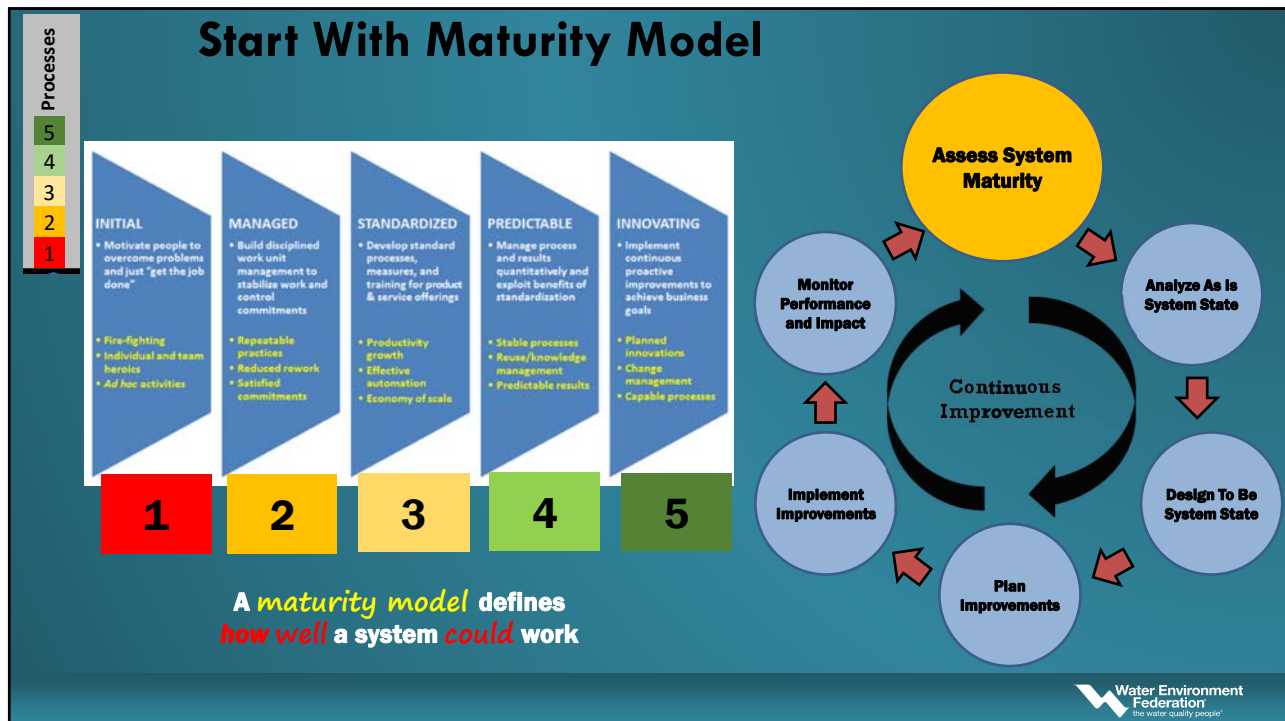 Start With Maturity Model
Processes
5
4
3
2
1
INITIAL
• Motivate people to
overcome problems
and just "get the job
done"
• Fire-fighting
• Individual and team
heroics
• Ad hoc activities
MANAGED
• Build disciplined
work unit
management to
stabilize work and
control
commitments
• Repeatable
practices
• Reduced rework
• Satisfied
commitments
STANDARDIZED
• Develop standard
processes,
measures, and
training for product
& service offerings
• Productivity
growth
• Effective
automation
• Economy of scale
PREDICTABLE
• Manage process
and results
quantitatively and
exploit benefits of
standardization
• Stable processes
• Reuse/knowledge
management
• Predictable results
INNOVATING
• Implement
continuous
proactive
improvements to
achieve business
goals
• Planned
innovations
• Change
management
• Capable processes
1
2
3
4
5
A maturity model defines
how well a system could work
Assess System
Maturity
Analyze As Is
System State
Design To Be
System State
Plan
Improvements
Implement
Improvements
Monitor
Performance
and Impact
Continuous
Improvement
Water Environment
Federation®
the water quality people®